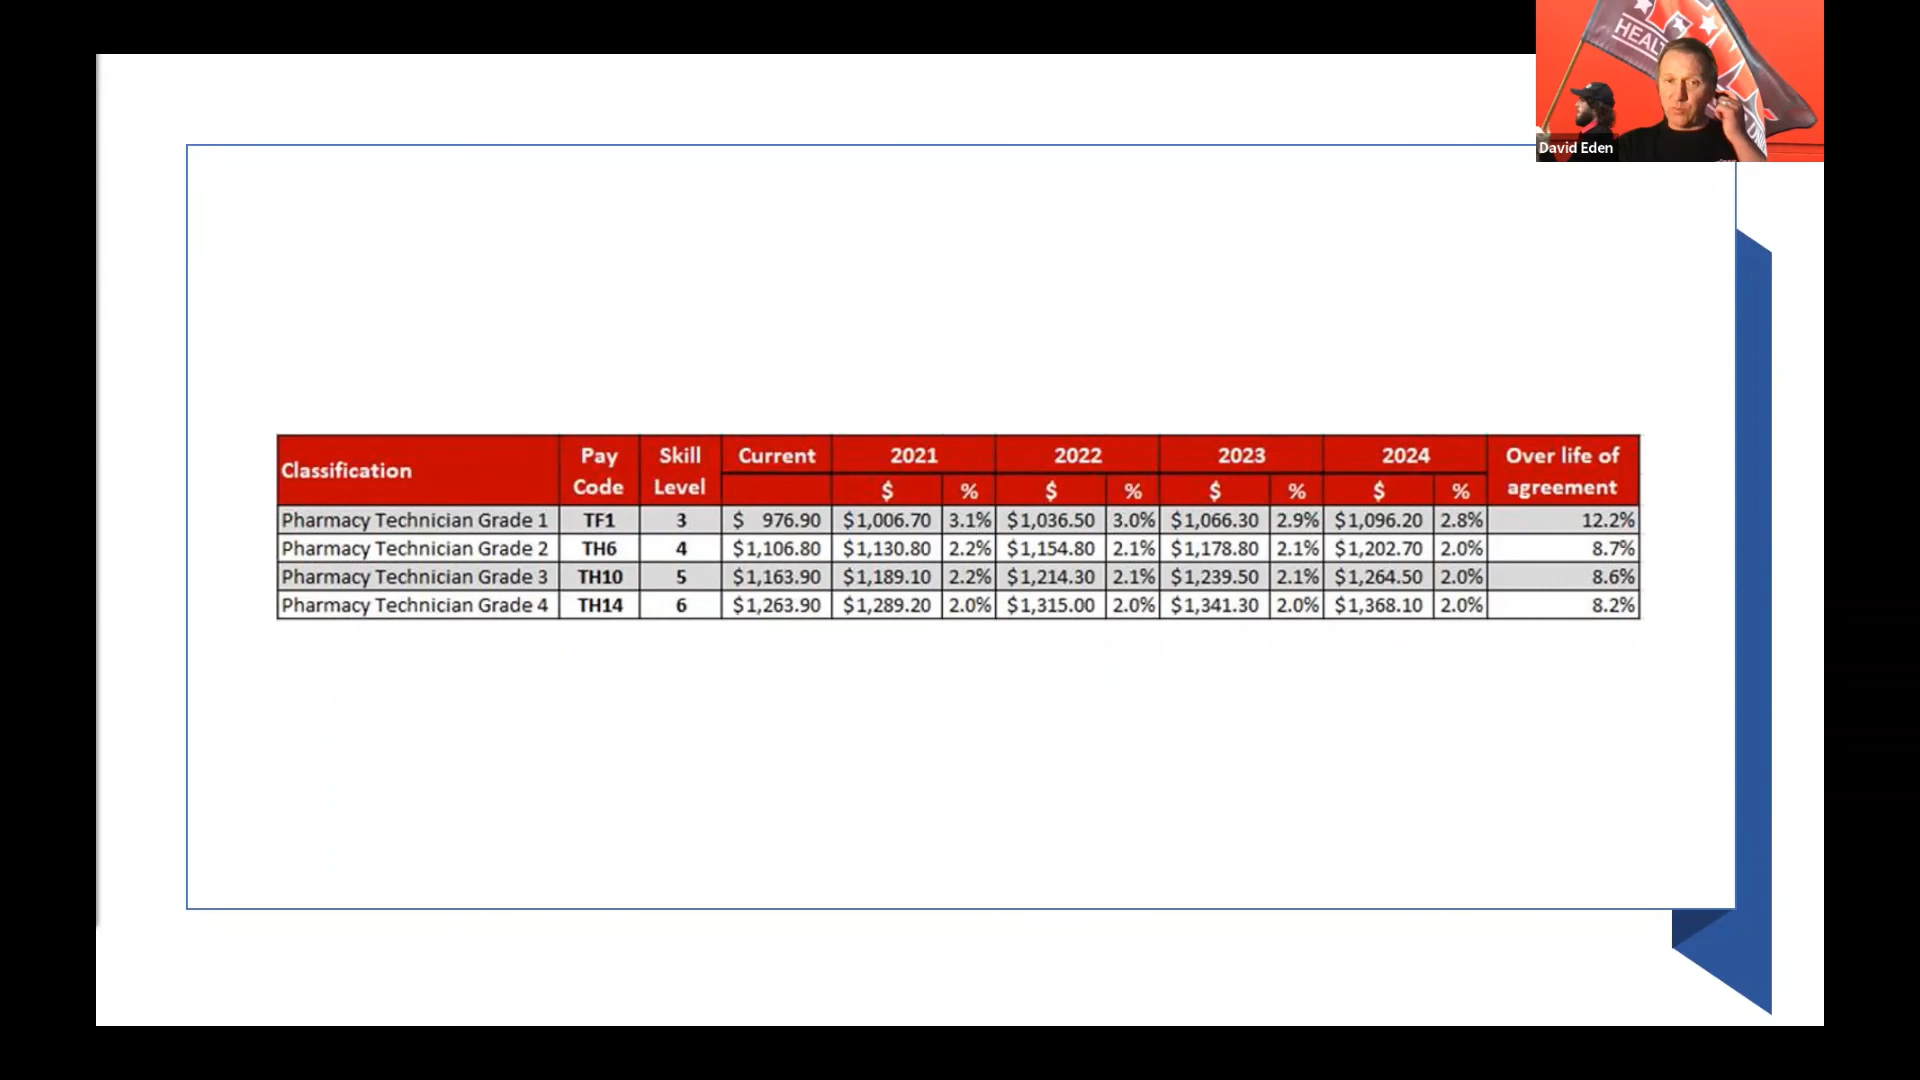 HEAL
David Eden
Classification Pay Code Skill Level Current 2021 2022 2023 2024 Over life of agreement
$ % $ % $ % $ %
Pharmacy Technician Grade 1 TF1 3 $ 976.90 $1,006.70 3.1% $1,036.50 3.0% $1,066.30 2.9% $1,096.20 2.8% 12.2%
Pharmacy Technician Grade 2 TH6 4 $1,106.80 $1,130.80 2.2% $1,154.80 2.1% $1,178.80 2.1% $1,202.70 2.0% 8.7%
Pharmacy Technician Grade 3 TH10 5 $1,163.90 $1,189.10 2.2% $1,214.30 2.1% $1,239.50 2.1% $1,264.50 2.0% 8.6%
Pharmacy Technician Grade 4 TH14 6 $1,263.90 $1,289.20 2.0% $1,315.00 2.0% $1,341.30 2.0% $1,368.10 2.0% 8.2%